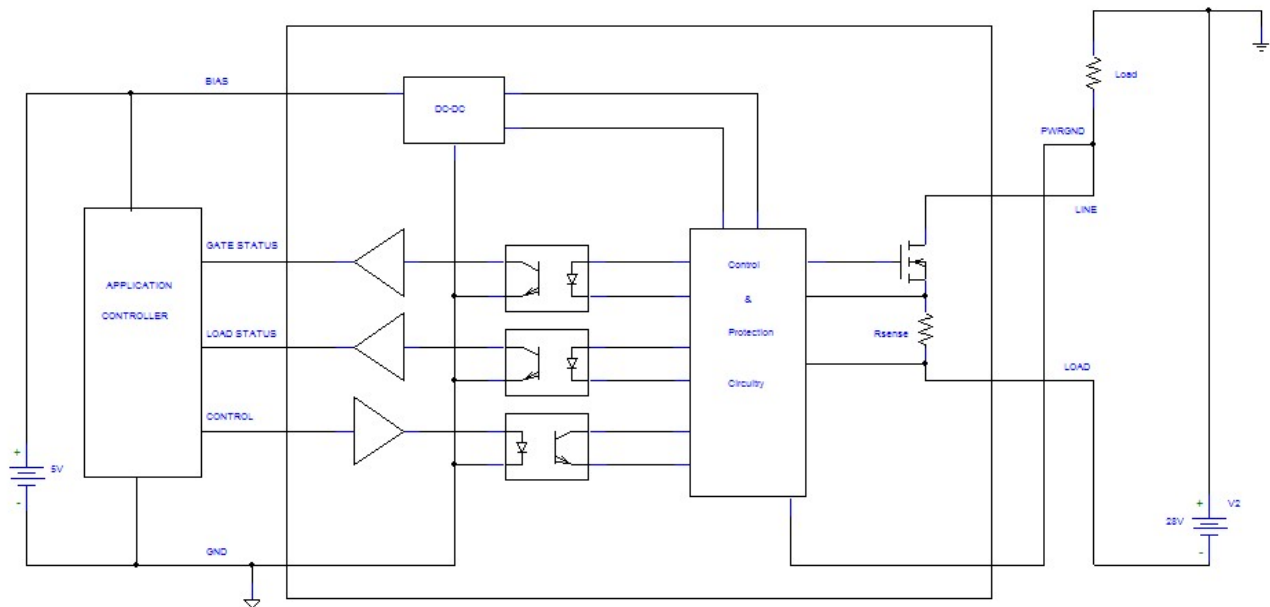 BIAS
DC-DC
Load
PWRGND
LINE
GATE STATUS
APPLICATION
CONTROLLER
LOAD STATUS
CONTROL
Control
&
Protection
Circuitry
Rsense
LOAD
+
5V
-
GND
+
V2
28V
-